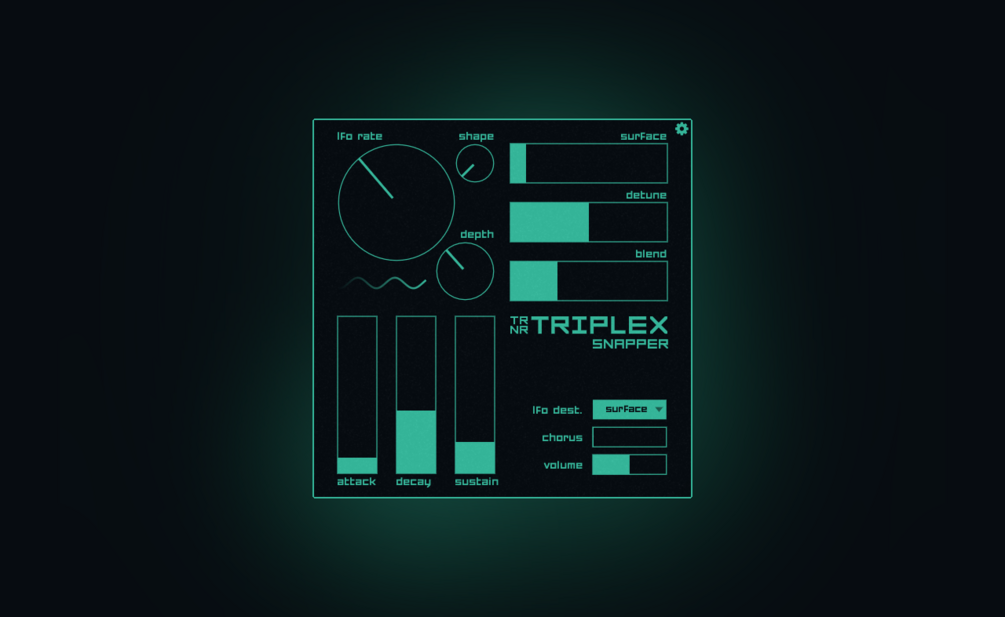 lfo rate
shape
depth
surface
detune
blend
TR
NR
TRIPLEX
SNAPPER
attack
decay
sustain
lfo dest.
surface
chorus
volume